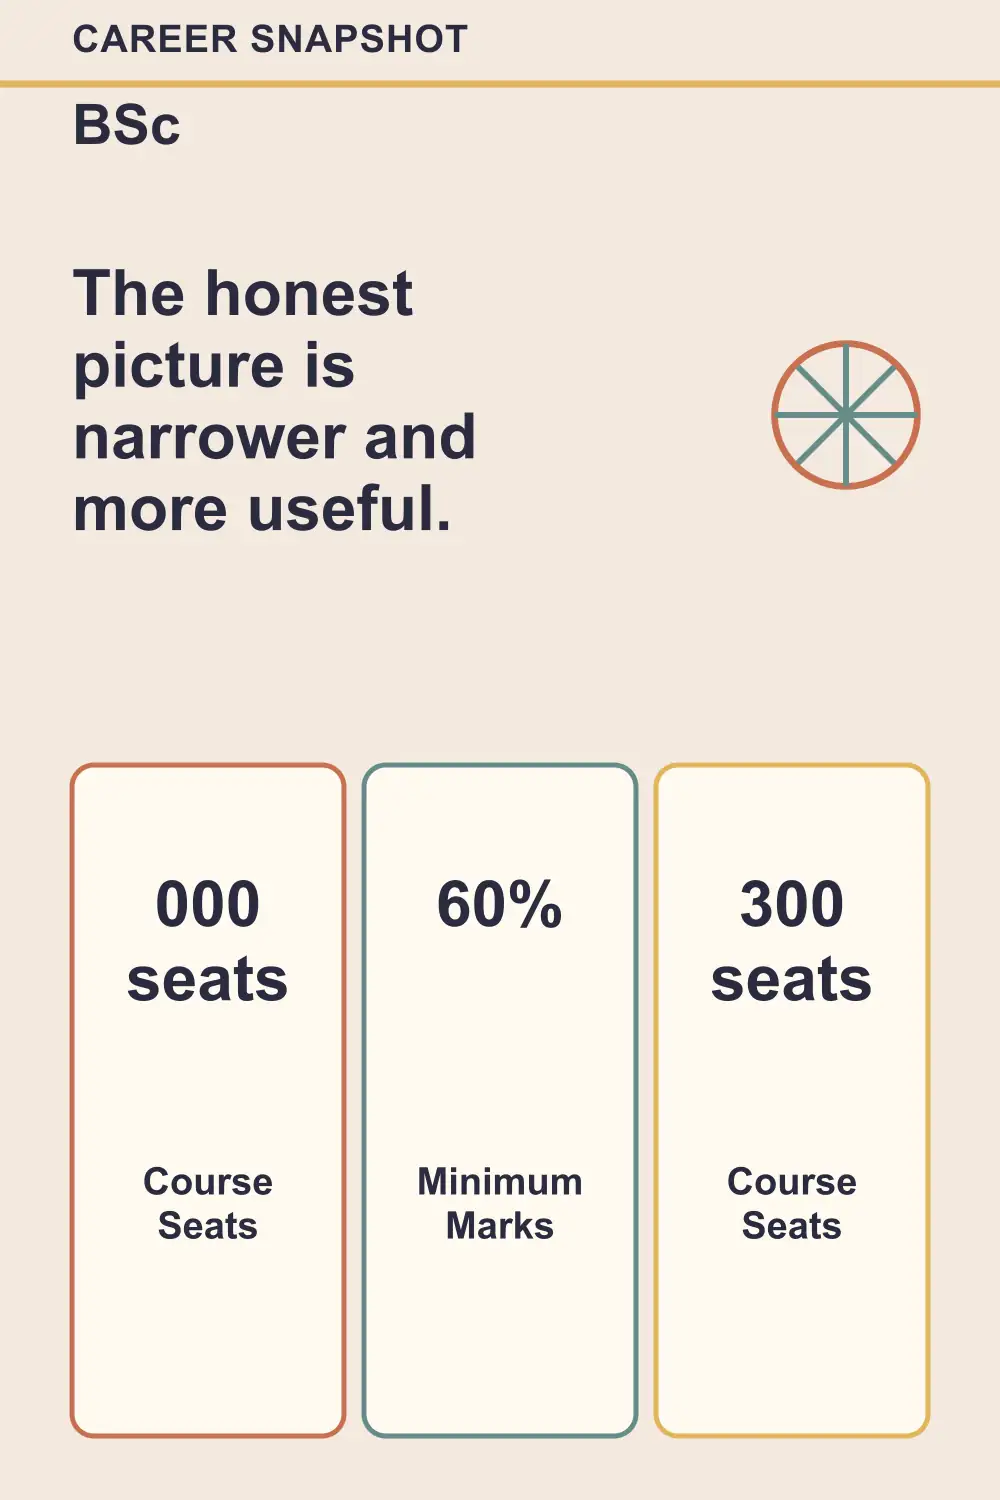 CAREER SNAPSHOT
BSc
The honest
picture is
narrower and
more useful.
000
seats
Course
Seats
60%
Minimum
Marks
300
seats
Course
Seats